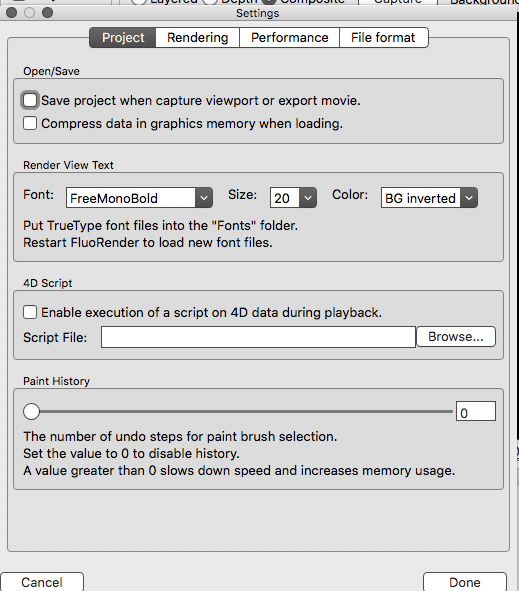 Layered Depth Composite Capture Background
Settings
Project Rendering Performance File format
Open/Save
Save project when capture viewport or export movie.
Compress data in graphics memory when loading.
Render View Text
Font: FreeMonoBold Size: 20 Color: BG inverted
Put TrueType font files into the "Fonts" folder.
Restart FluoRender to load new font files.
4D Script
Enable execution of a script on 4D data during playback.
Script File: Browse...
Paint History
0
The number of undo steps for paint brush selection.
Set the value to 0 to disable history.
A value greater than 0 slows down speed and increases memory usage.
Cancel Done